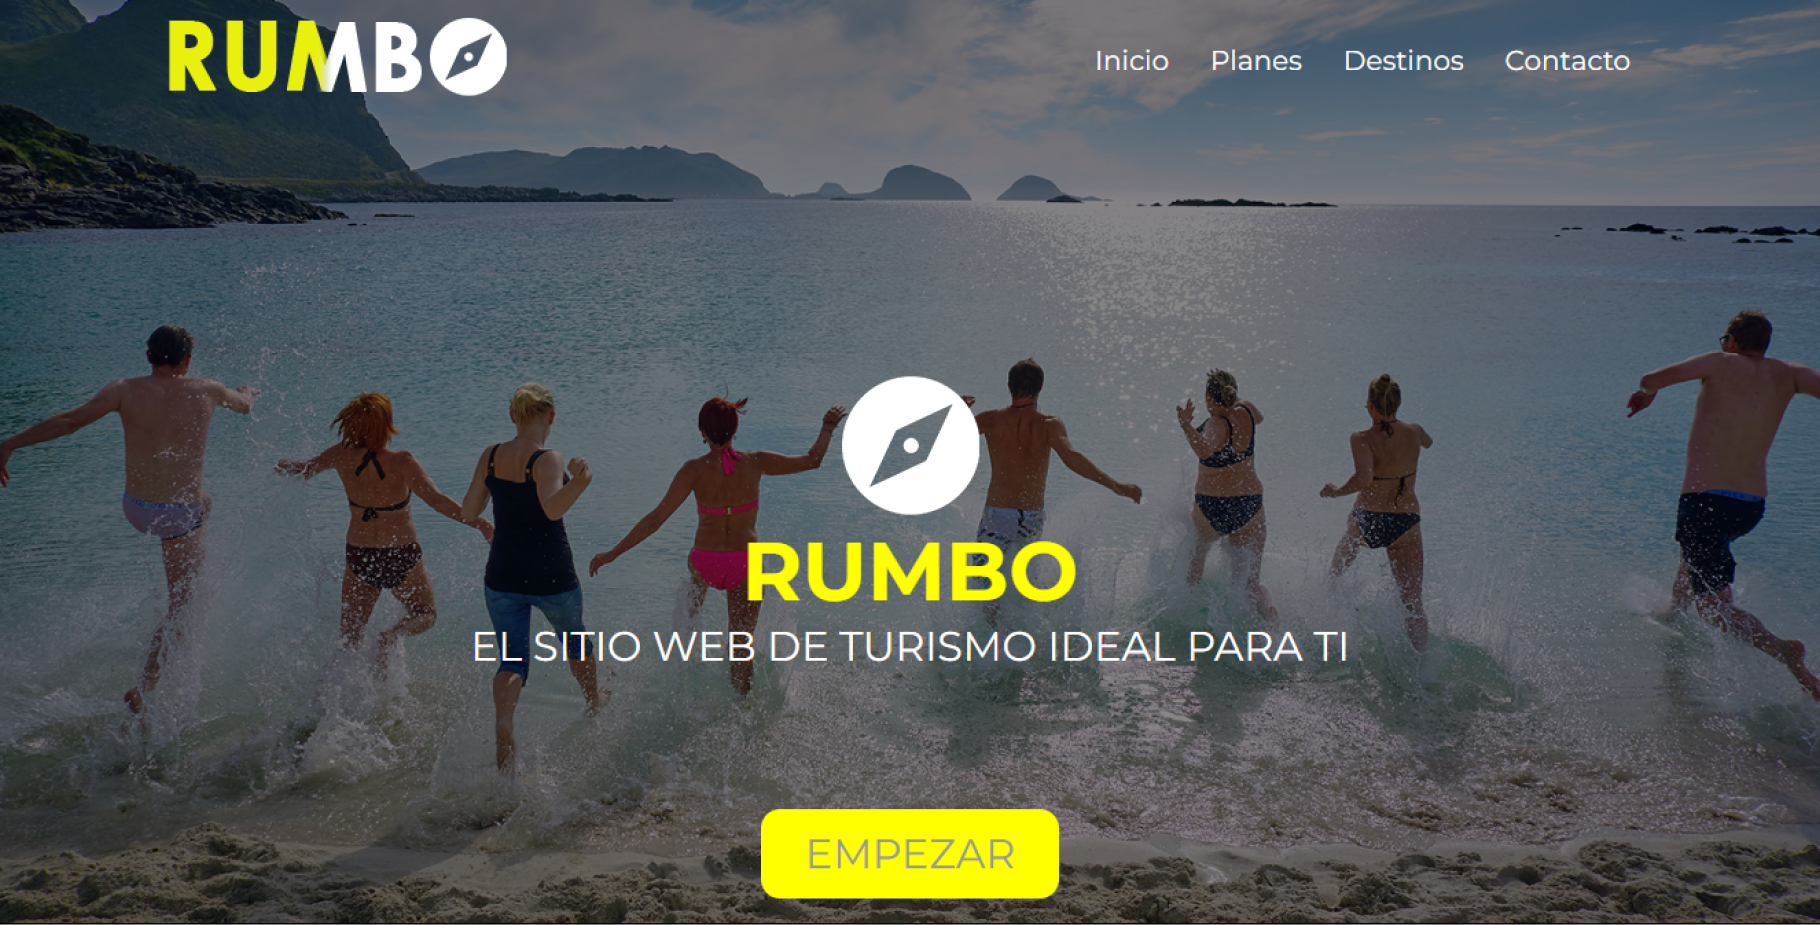 RUMBO
Inicio Planes Destinos Contacto
RUMBO
EL SITIO WEB DE TURISMO IDEAL PARA TI
EMPEZAR